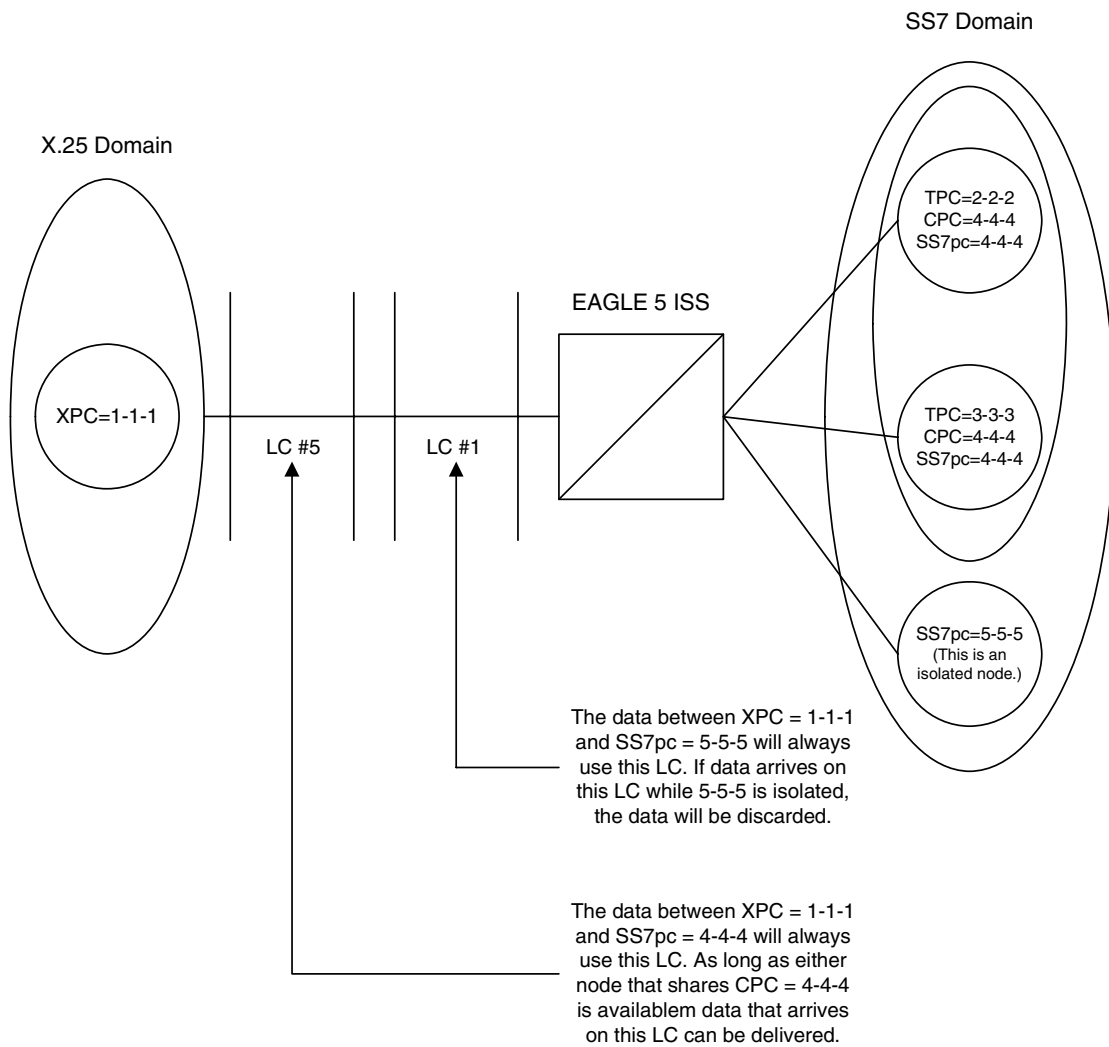 SS7 Domain
X.25 Domain
TPC=2-2-2
CPC=4-4-4
SS7pc=4-4-4
EAGLE 5 ISS
XPC=1-1-1
LC #5
LC #1
TPC=3-3-3
CPC=4-4-4
SS7pc=4-4-4
SS7pc=5-5-5
(This is an
isolated node.)
The data between XPC = 1-1-1
and SS7pc = 5-5-5 will always
use this LC. If data arrives on
this LC while 5-5-5 is isolated,
the data will be discarded.
The data between XPC = 1-1-1
and SS7pc = 4-4-4 will always
use this LC. As long as either
node that shares CPC = 4-4-4
is availablem data that arrives
on this LC can be delivered.